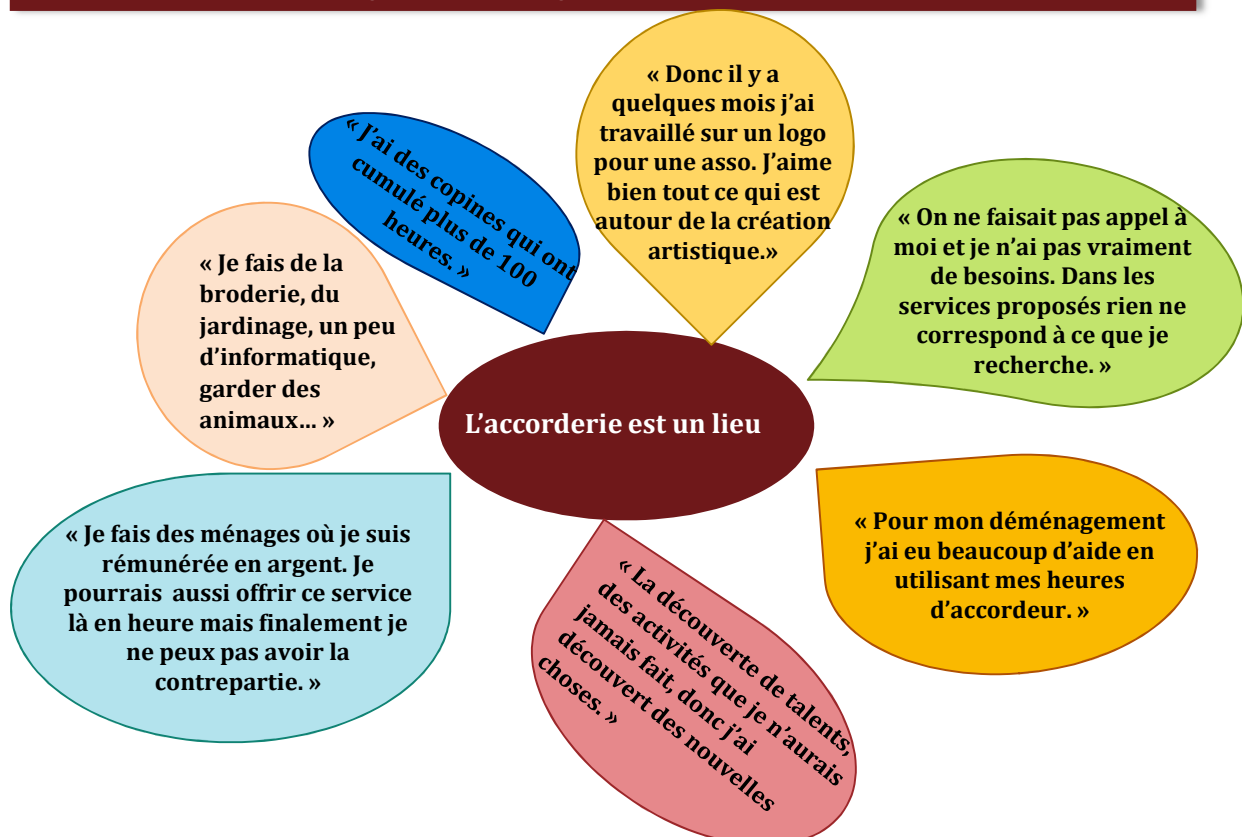 « Donc il y a
quelques mois j’ai
travaillé sur un logo
pour une asso. J’aime
bien tout ce qui est
autour de la création
artistique.»
« J’ai des copines qui ont
cumulé plus de 100
heures. »
« On ne faisait pas appel à
moi et je n’ai pas vraiment
de besoins. Dans les
services proposés rien ne
correspond à ce que je
recherche. »
« Je fais de la
broderie, du
jardinage, un peu
d’informatique,
garder des
animaux… »
L’accorderie est un lieu
« Je fais des ménages où je suis
rémunérée en argent. Je
pourrais aussi offrir ce service
là en heure mais finalement je
ne peux pas avoir la
contrepartie. »
« Pour mon déménagement
j’ai eu beaucoup d’aide en
utilisant mes heures
d’accordeur. »
« La découverte de talents,
des activités que je n’aurais
jamais fait, donc j’ai
découvert des nouvelles
choses. »